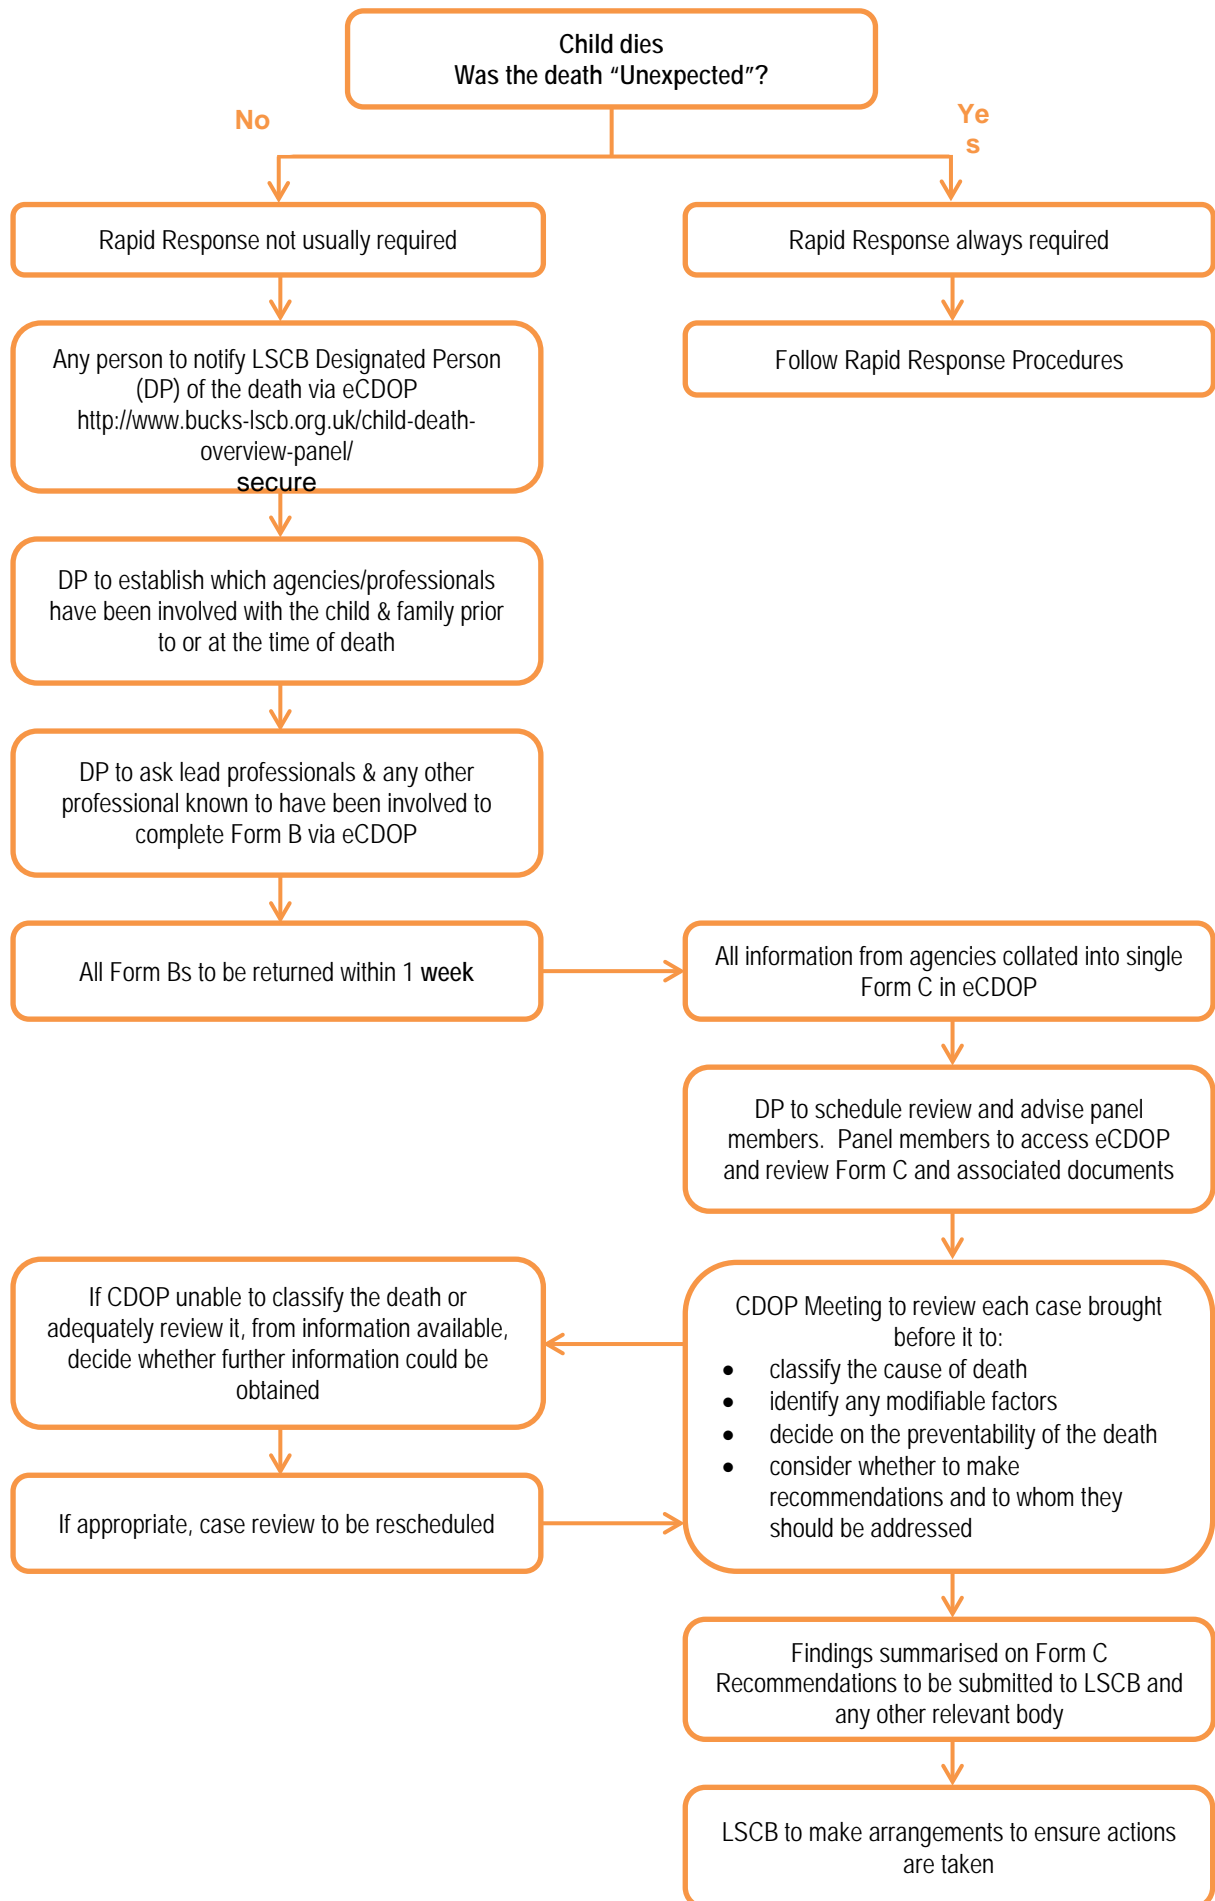 Child dies
Was the death “Unexpected”?
No
Ye
s
Rapid Response not usually required
Rapid Response always required
Any person to notify LSCB Designated Person
(DP) of the death via eCDOP
http://www.bucks-lscb.org.uk/child-death-
overview-panel/
secure
Follow Rapid Response Procedures
DP to establish which agencies/professionals
have been involved with the child & family prior
to or at the time of death
DP to ask lead professionals & any other
professional known to have been involved to
complete Form B via eCDOP
All Form Bs to be returned within 1 week
All information from agencies collated into single
Form C in eCDOP
DP to schedule review and advise panel
members. Panel members to access eCDOP
and review Form C and associated documents
If CDOP unable to classify the death or
adequately review it, from information available,
decide whether further information could be
obtained
CDOP Meeting to review each case brought
before it to:
• classify the cause of death
• identify any modifiable factors
• decide on the preventability of the death
• consider whether to make
recommendations and to whom they
should be addressed
If appropriate, case review to be rescheduled
Findings summarised on Form C
Recommendations to be submitted to LSCB and
any other relevant body
LSCB to make arrangements to ensure actions
are taken